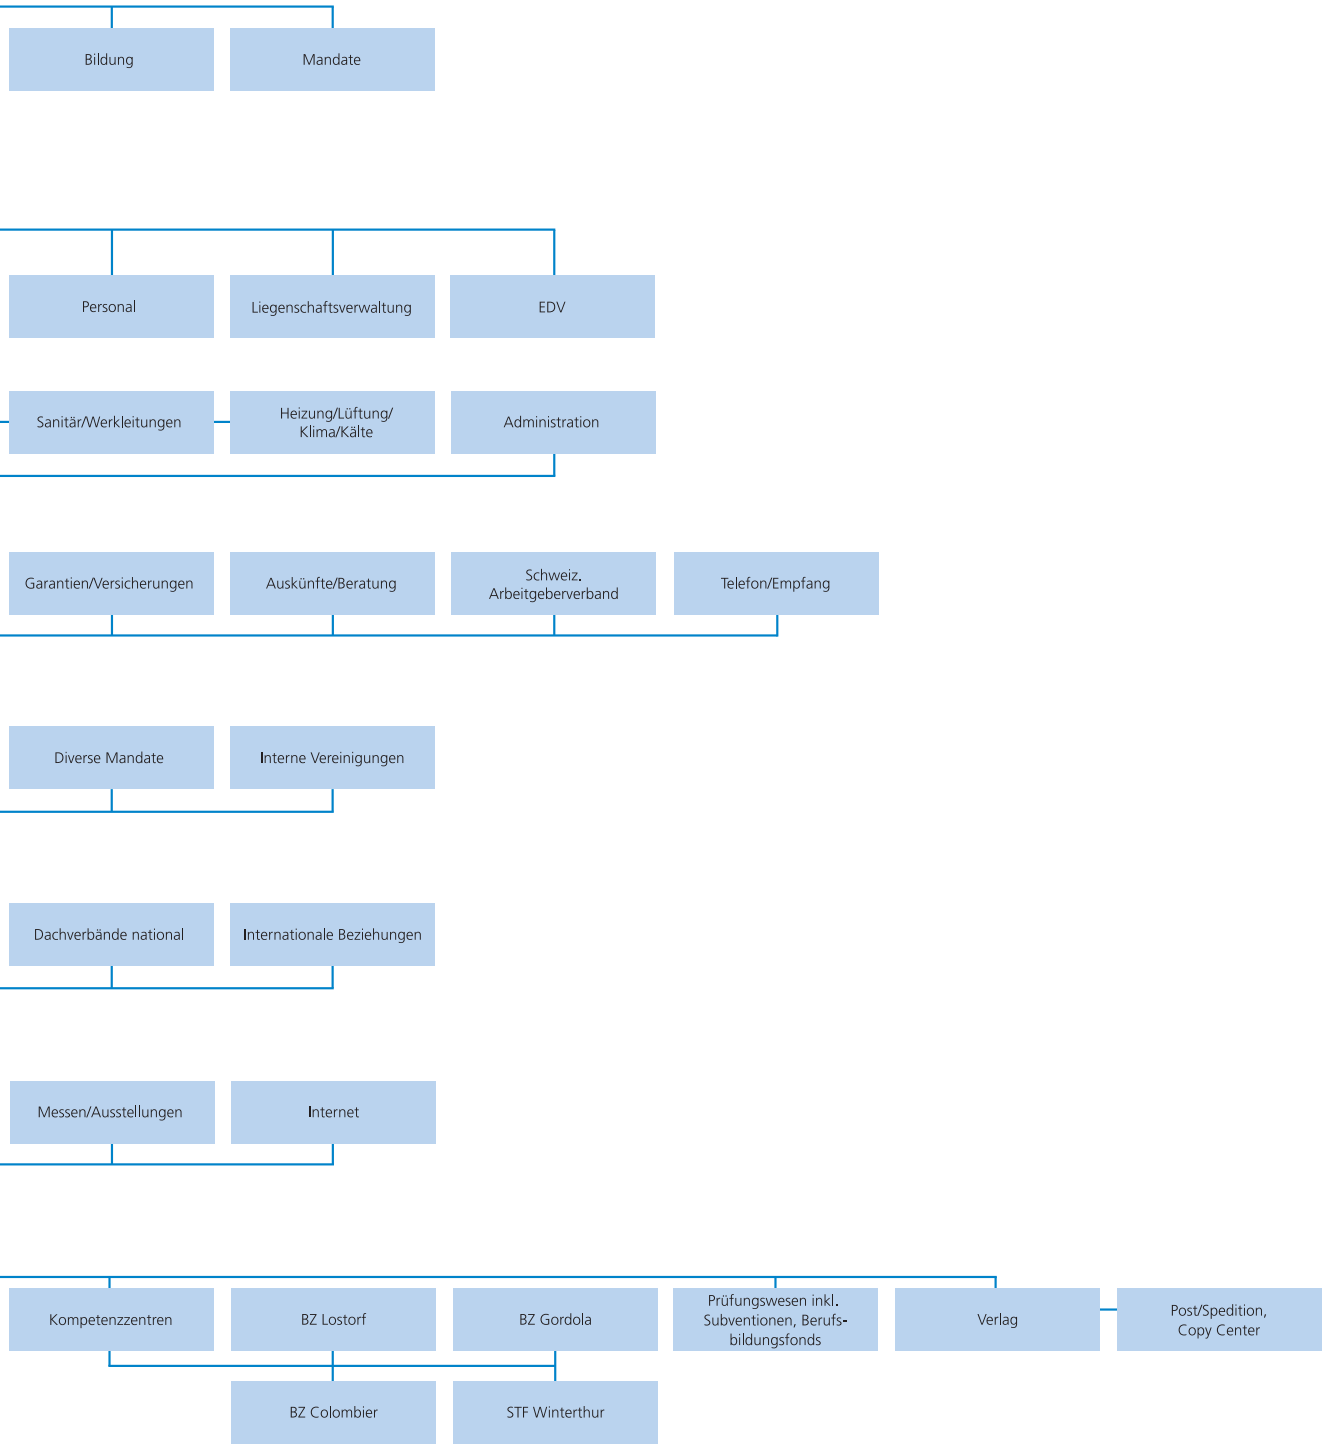 Bildung
Mandate
Personal
Liegenschaftsverwaltung
EDV
Sanitär/Werkleitungen
Heizung/Lüftung/
Klima/Kälte
Administration
Garantien/Versicherungen
Auskünfte/Beratung
Schweiz.
Arbeitgeberverband
Telefon/Empfang
Diverse Mandate
Interne Vereinigungen
Dachverbände national
Internationale Beziehungen
Messen/Ausstellungen
Internet
Kompetenzzentren
BZ Lostorf
BZ Gordola
Prüfungswesen inkl.
Subventionen, Berufs-
bildungsfonds
Verlag
Post/Spedition,
Copy Center
BZ Colombier
STF Winterthur